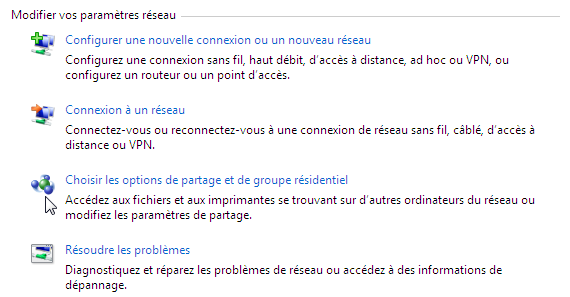 Modifier vos paramètres réseau
Configurer une nouvelle connexion ou un nouveau réseau
Configurez une connexion sans fil, haut débit, d'accès à distance, ad hoc ou VPN, ou
configurez un routeur ou un point d'accès.
Connexion à un réseau
Connectez-vous ou reconnectez-vous à une connexion de réseau sans fil, câblé, d'accès à
distance ou VPN.
Choisir les options de partage et de groupe résidentiel
Accédez aux fichiers et aux imprimantes se trouvant sur d'autres ordinateurs du réseau ou
modifiez les paramètres de partage.
Résoudre les problèmes
Diagnostiquez et réparez les problèmes de réseau ou accédez à des informations de
dépannage.